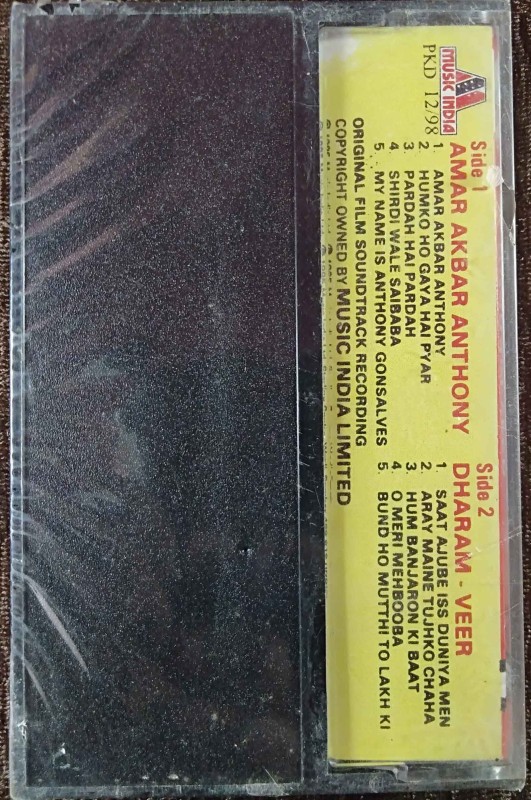 MUSIC INDIA
PKD 12/98
Side 1
AMAR AKBAR ANTHONY
1. AMAR AKBAR ANTHONY
2. HUMKO HO GAYA HAI PYAR
3. PARDAH HAI PARDAH
4. SHIRDI WALE SAIBABA
5. MY NAME IS ANTHONY GONSALVES
Side 2
DHARAM - VEER
1. SAAT AJUBE ISS DUNIYA MEN
2. ARAY MAINE TUJHKO CHAHA
3. HUM BANJARON KI BAAT
4. O MERI MEHBOOBA
5. BUND HO MUTTHI TO LAKH KI
ORIGINAL FILM SOUNDTRACK RECORDING
COPYRIGHT OWNED BY MUSIC INDIA LIMITED